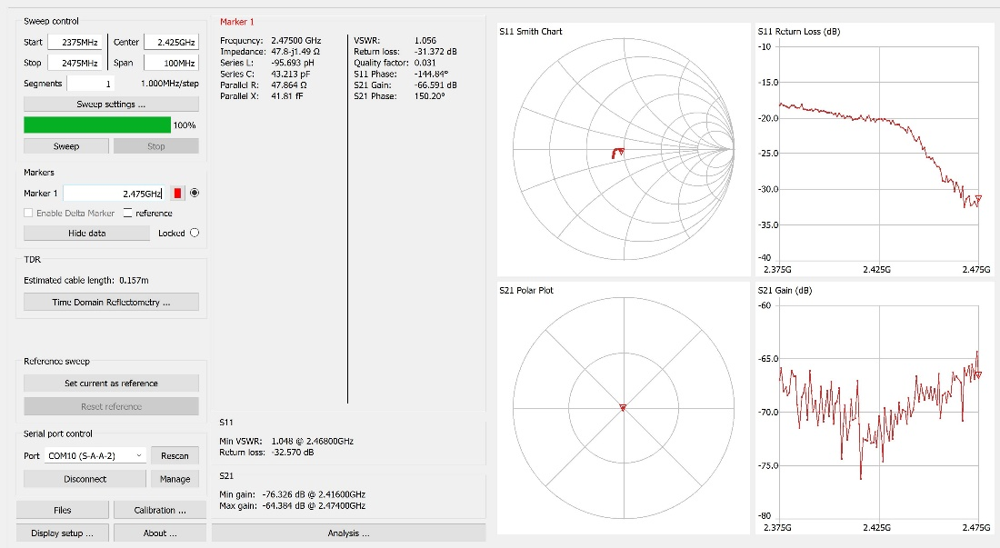 Sweep control
Start 2375MHz Center 2.425GHz
Stop 2475MHz Span 100MHz
Segments 1 1.000MHz/step
Sweep settings ...
100%
Sweep Stop
Markers
Marker 1 2.475GHz
Enable Delta Marker reference
Hide data Locked
TDR
Estimated cable length: 0.157m
Time Domain Reflectometry ...
Reference sweep
Set current as reference
Reset reference
Serial port control
Port COM10 (S-A-A-2) Rescan
Disconnect Manage
Files Calibration ...
Display setup ... About ...
Marker 1
Frequency: 2.47500 GHz
Impedance: 47.8-j1.49 Ω
Series L: -95.693 pH
Series C: 43.213 pF
Parallel R: 47.864 Ω
Parallel X: 41.81 fF
VSWR: 1.056
Return loss: -31.372 dB
Quality factor: 0.031
S11 Phase: -144.84°
S21 Gain: -66.591 dB
S21 Phase: 150.20°
S11
Min VSWR: 1.048 @ 2.46800GHz
Return loss: -32.570 dB
S21
Min gain: -76.326 dB @ 2.41600GHz
Max gain: -64.384 dB @ 2.47400GHz
Analysis ...
S11 Smith Chart
S11 Return Loss (dB)
-10
-15.0
-20.0
-25.0
-30.0
-35.0
-40
2.375G 2.425G 2.475G
S21 Polar Plot
S21 Gain (dB)
-60
-65.0
-70.0
-75.0
-80
2.375G 2.425G 2.475G